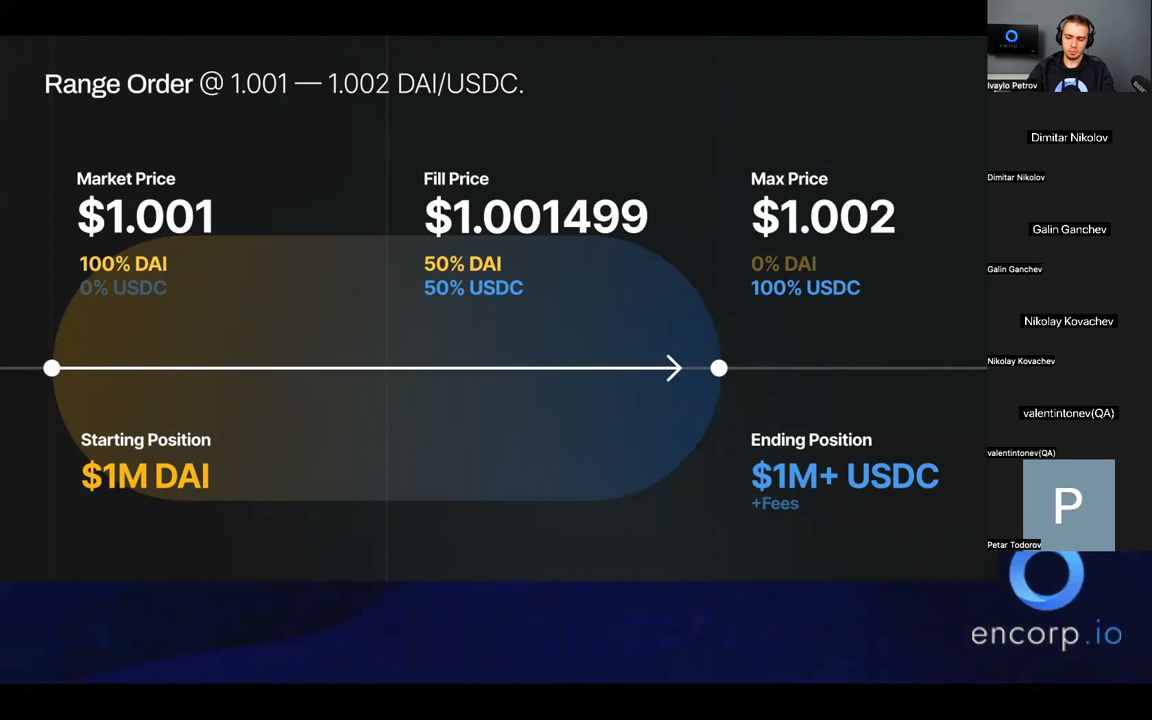 Range Order @ 1.001 — 1.002 DAI/USDC.
Market Price
$1.001
100% DAI
0% USDC
Fill Price
$1.001499
50% DAI
50% USDC
Max Price
$1.002
0% DAI
100% USDC
Starting Position
$1M DAI
Ending Position
$1M+ USDC
+Fees
encorp.io
Ivaylo Petrov
Dimitar Nikolov
Dimitar Nikolov
Galin Ganchev
Galin Ganchev
Nikolay Kovachev
Nikolay Kovachev
valentintonev(QA)
valentintonev(QA)
P
Petar Todorov
encorp.io